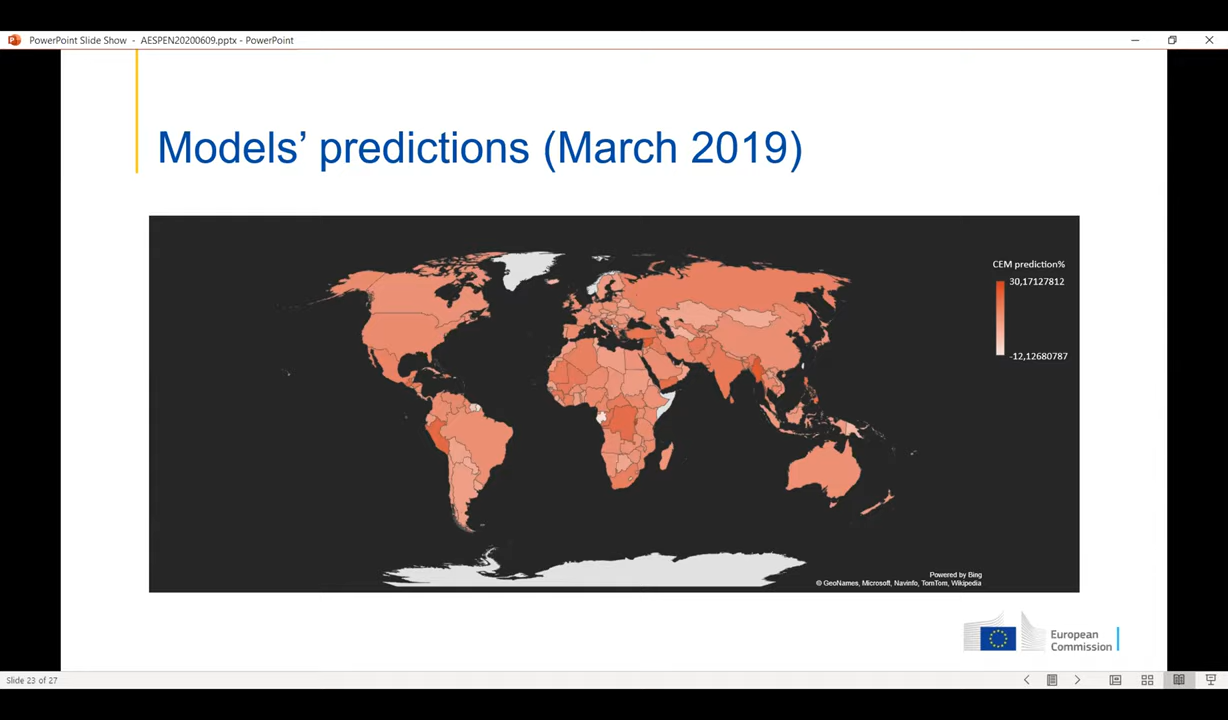 PowerPoint Slide Show - AESPEN20200609.pptx - PowerPoint
Models’ predictions (March 2019)
CEM prediction%
30,17127812
-12,12680787
Powered by Bing
© GeoNames, Microsoft, Navinfo, TomTom, Wikipedia
European
Commission
Slide 23 of 27